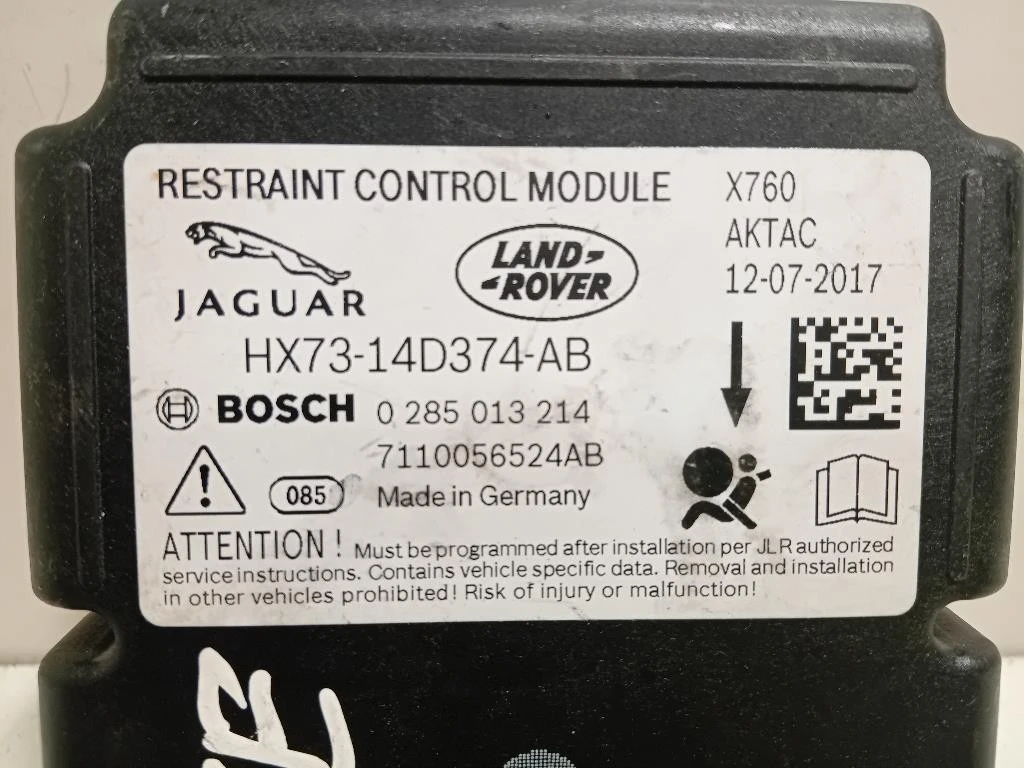 RESTRAINT CONTROL MODULE X760
AKTAC
12-07-2017
JAGUAR
LAND-
-ROVER
HX73-14D374-AB
BOSCH 0 285 013 214
7110056524AB
085 Made in Germany
ATTENTION ! Must be programmed after installation per JLR authorized
service instructions. Contains vehicle specific data. Removal and installation
in other vehicles prohibited! Risk of injury or malfunction!